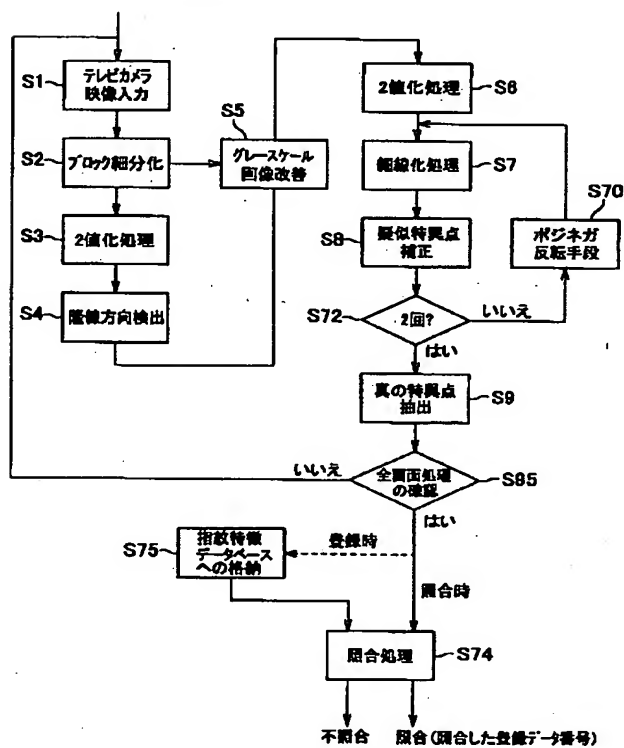 S1
テレビカメラ
映像入力
S2
ブロック細分化
S3
2値化処理
S4
隆線方向検出
S5
グレースケール
画像改善
2値化処理
S6
細線化処理
S7
S8
疑似特異点
補正
S70
ポジネガ
反転手段
S72
2回?
いいえ
はい
真の特異点
抽出
S9
いいえ
全画面処理
の確認
S85
はい
S75
指紋特徴
データベース
への格納
登録時
照合時
照合処理
S74
不照合
照合(照合した登録データ番号)